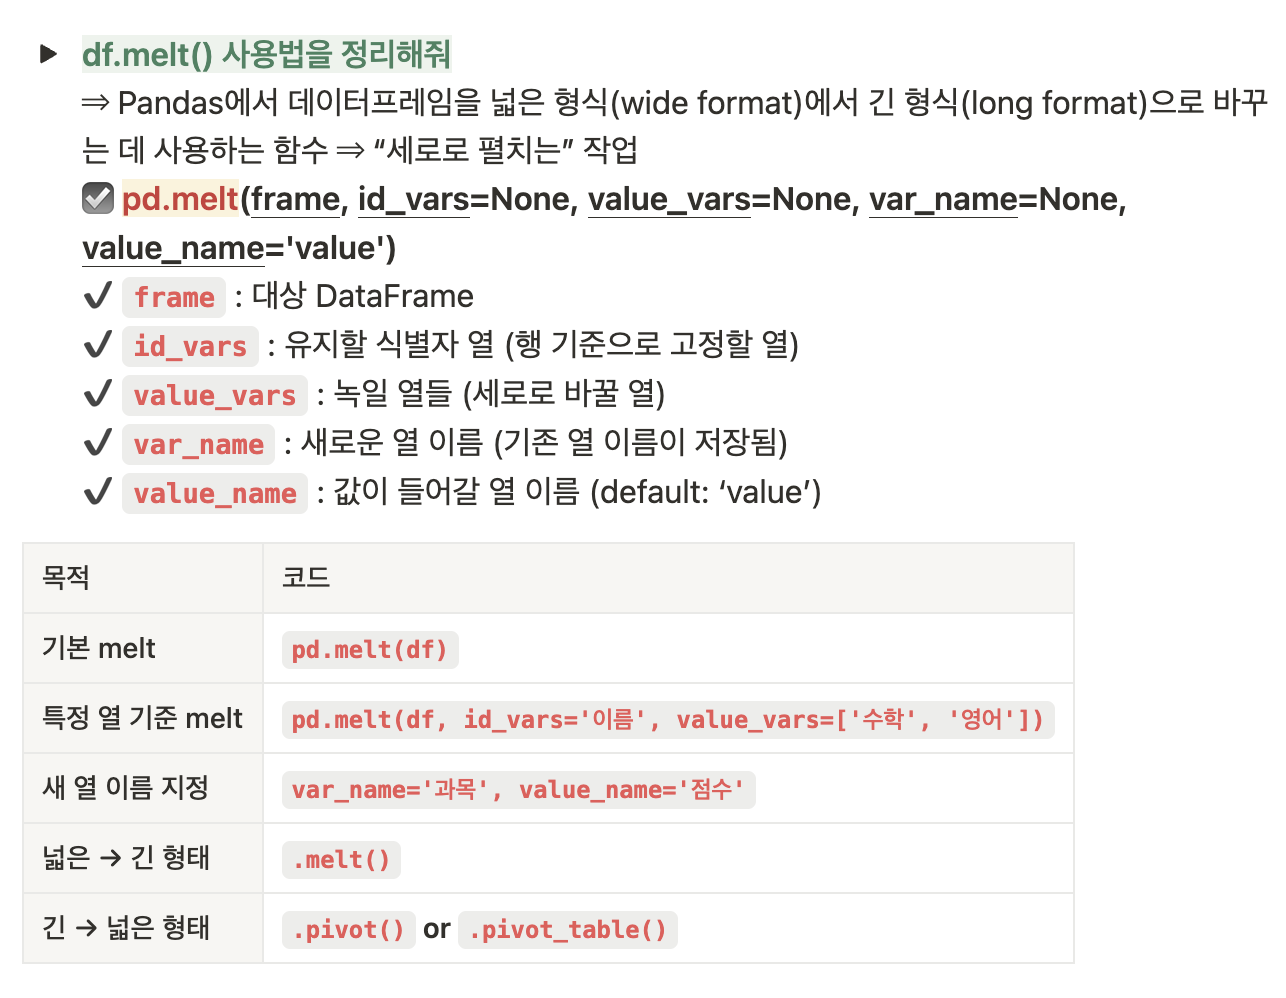 ▶ df.melt() 사용법을 정리해줘
⇒ Pandas에서 데이터프레임을 넓은 형식(wide format)에서 긴 형식(long format)으로 바꾸
는 데 사용하는 함수 ⇒ “세로로 펼치는” 작업
☑ pd.melt(frame, id_vars=None, value_vars=None, var_name=None,
value_name='value')
✔ frame : 대상 DataFrame
✔ id_vars : 유지할 식별자 열 (행 기준으로 고정할 열)
✔ value_vars : 녹일 열들 (세로로 바꿀 열)
✔ var_name : 새로운 열 이름 (기존 열 이름이 저장됨)
✔ value_name : 값이 들어갈 열 이름 (default: ‘value’)
목적 코드
기본 melt pd.melt(df)
특정 열 기준 melt pd.melt(df, id_vars='이름', value_vars=['수학', '영어'])
새 열 이름 지정 var_name='과목', value_name='점수'
넓은 → 긴 형태 .melt()
긴 → 넓은 형태 .pivot() or .pivot_table()